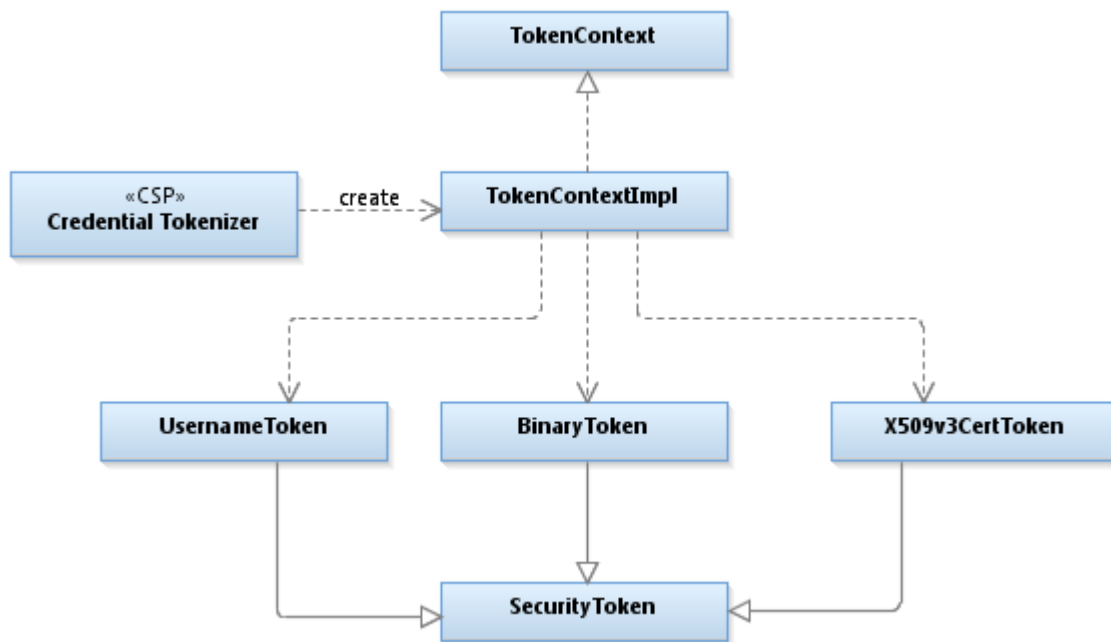 TokenContext
«CSP»
Credential Tokenizer
create
TokenContextImpl
UsernameToken
BinaryToken
X509v3CertToken
SecurityToken